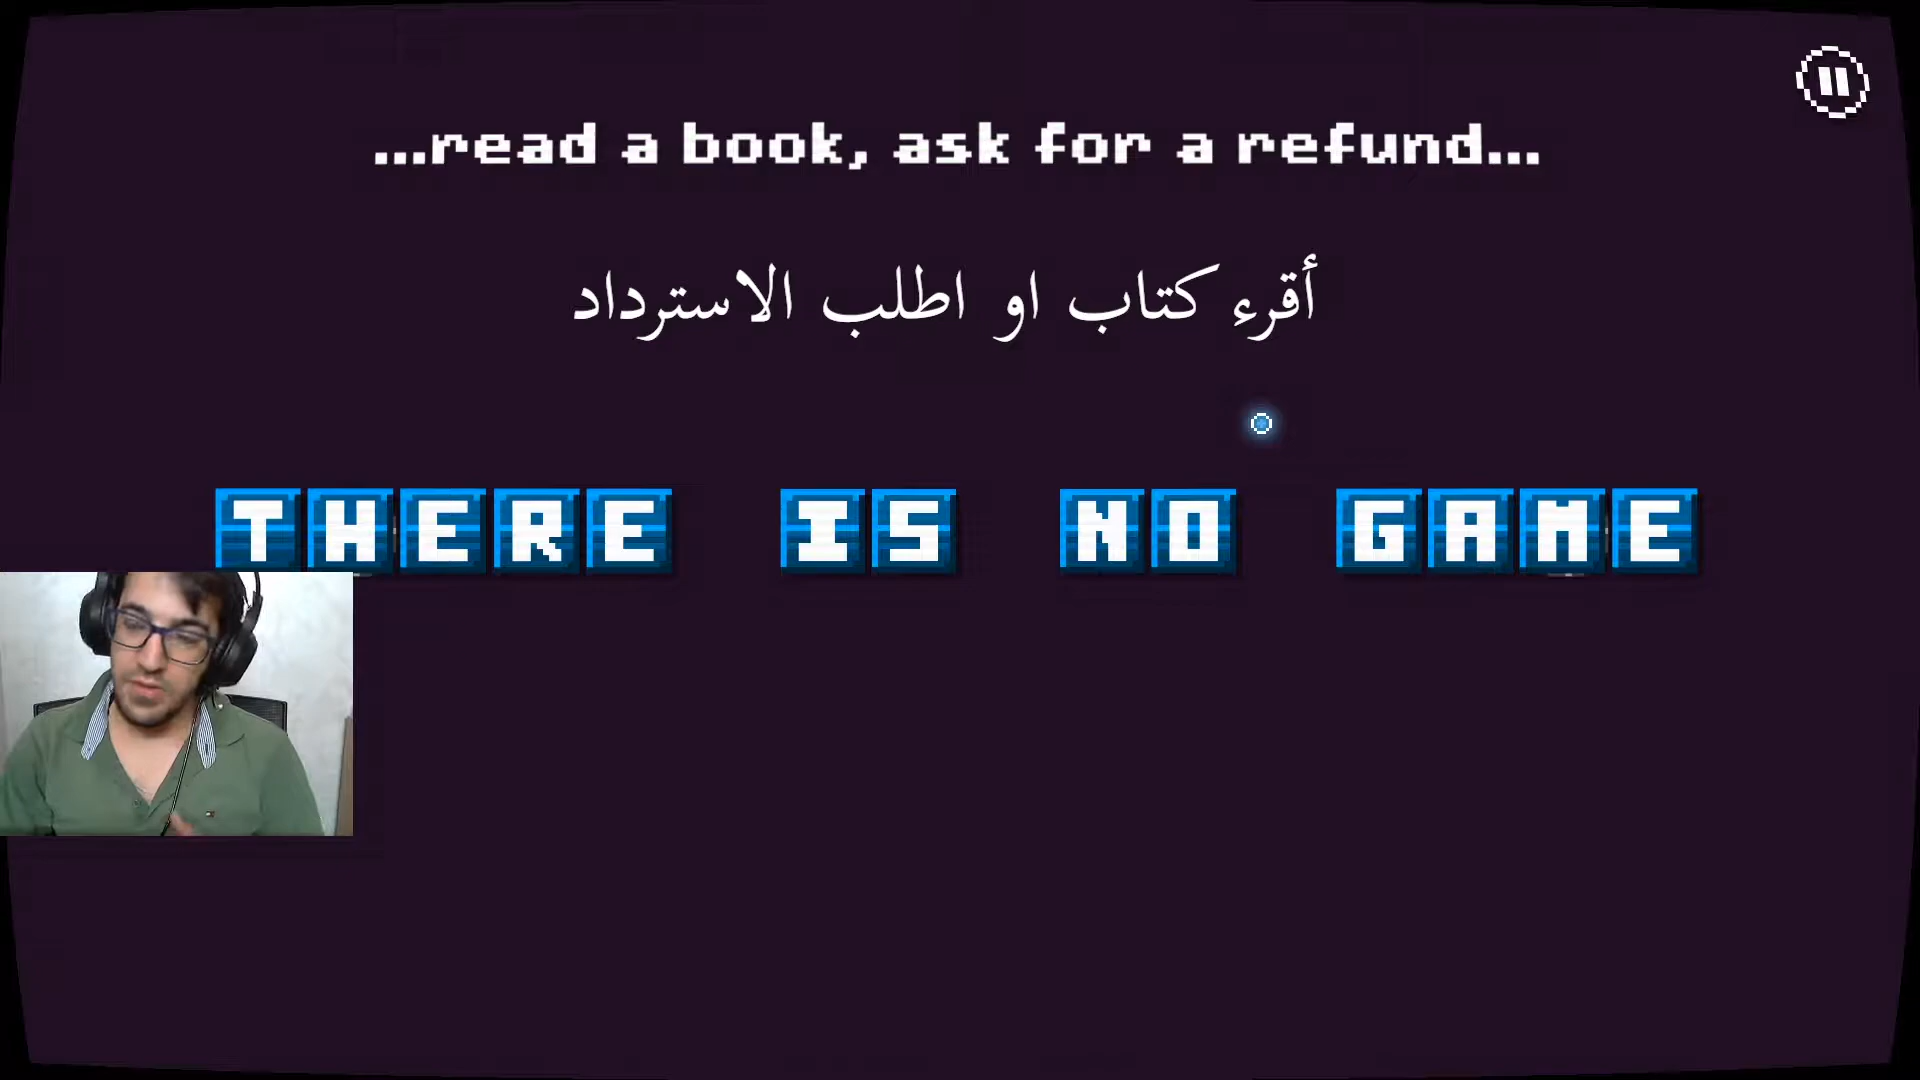 ...read a book, ask for a refund...
أقرء كتاب او اطلب الاسترداد
THERE IS NO GAME